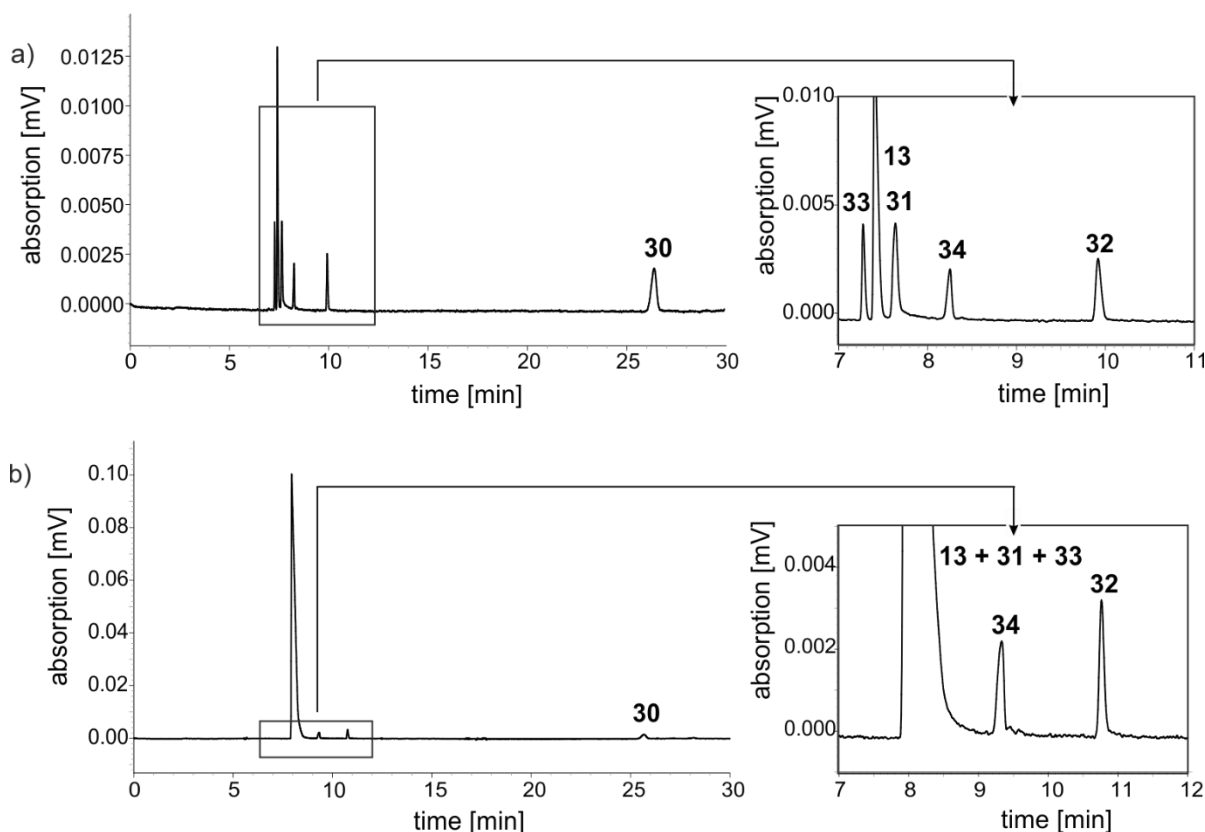 a)
absorption [mV]
0.0125
0.0100
0.0075
0.0050
0.0025
0.0000
30
0 5 10 15 20 25 30
time [min]
absorption [mV]
0.010
0.005
0.000
13
33 31
34
32
7 8 9 10 11
time [min]
b)
absorption [mV]
0.10
0.08
0.06
0.04
0.02
0.00
30
0 5 10 15 20 25 30
time [min]
absorption [mV]
0.004
0.002
0.000
13 + 31 + 33
34
32
7 8 9 10 11 12
time [min]